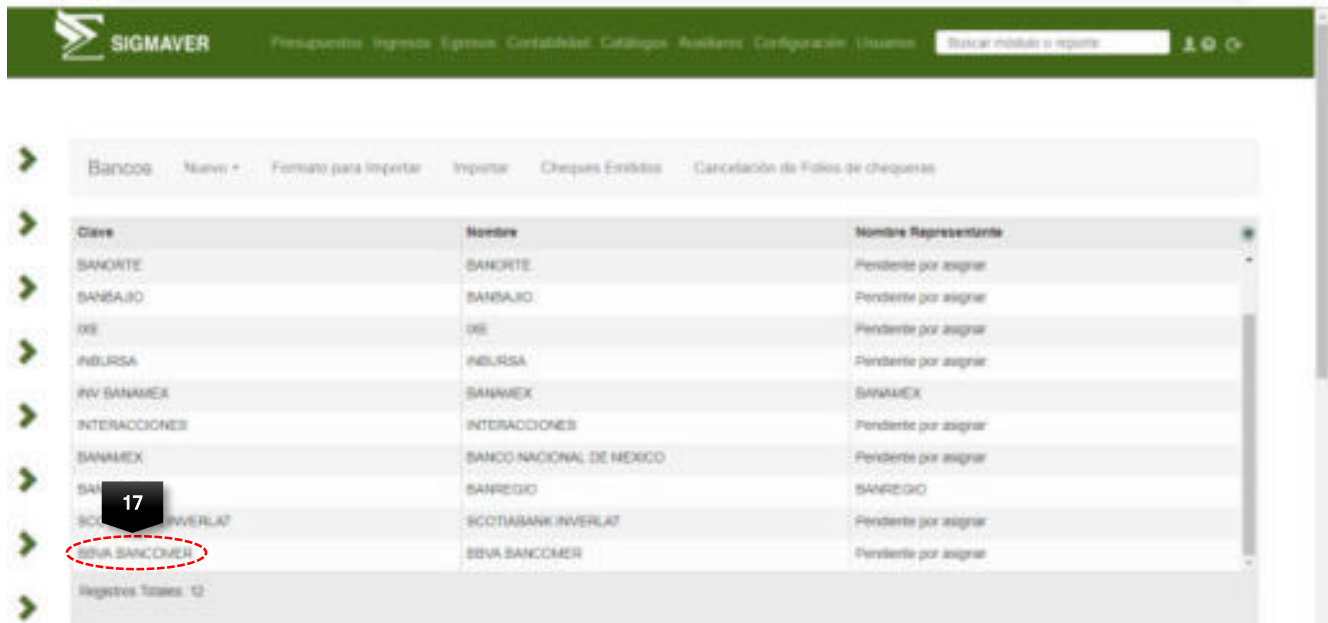 SIGMAVER
Presupuestos Ingresos Egresos Contabilidad Catálogos Auxiliares Configuración Usuarios Buscar módulo o reporte
Bancos Nuevo Formato para Importar Importar Cheques Emitidos Cancelación de Folios de chequeras
Clave Nombre Nombre Representante
BANORTE BANORTE Pendiente por asignar
BANBAJIO BANBAJIO Pendiente por asignar
IXE IXE Pendiente por asignar
INBURSA INBURSA Pendiente por asignar
INV BANAMEX BANAMEX BANAMEX
INTERACCIONES INTERACCIONES Pendiente por asignar
BANAMEX BANCO NACIONAL DE MEXICO Pendiente por asignar
BANREGIO BANREGIO
17
INVERLAT SCOTIABANK INVERLAT Pendiente por asignar
BBVA BANCOMER BBVA BANCOMER Pendiente por asignar
Registros Totales: 12